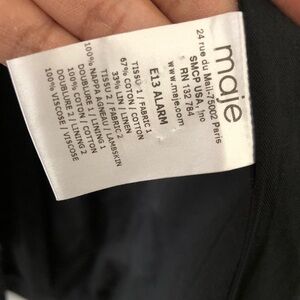 maje
24 rue du Mail-75002 Paris
SMCP USA, Inc
RN 132 784
www.maje.com
E13 ALARM
TISSU 1 / FABRIC 1
67% COTON / COTTON
33% LIN / LINEN
TISSU 2 / FABRIC 2
100% NAPPA AGNEAU / LAMBSKIN
DOUBLURE 1 / LINING 1
100% COTON / COTTON
DOUBLURE 2 / LINING 2
100% VISCOSE / VISCOSE